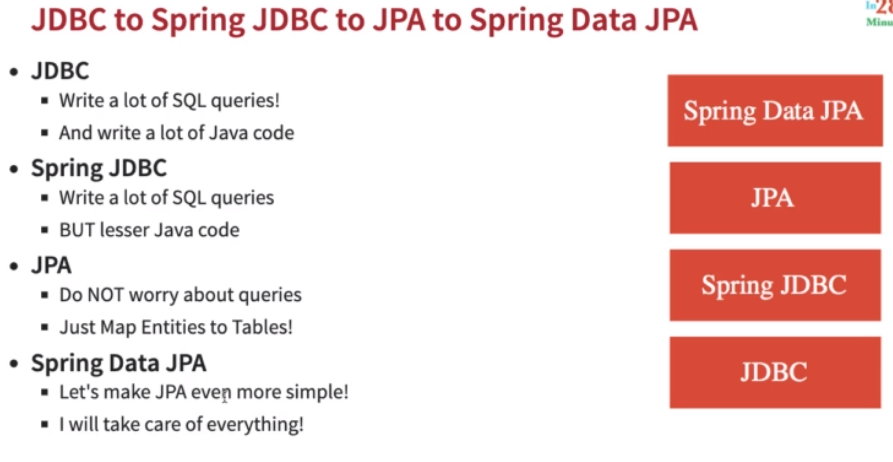 JDBC to Spring JDBC to JPA to Spring Data JPA
In
JDBC
Write a lot of SQL queries!
And write a lot of Java code
Spring JDBC
Write a lot of SQL queries
BUT lesser Java code
JPA
Do NOT worry about queries
Just Map Entities to Tables!
Spring Data JPA
Let's make JPA even more simple!
I will take care of everything!
Spring Data JPA
JPA
Spring JDBC
JDBC